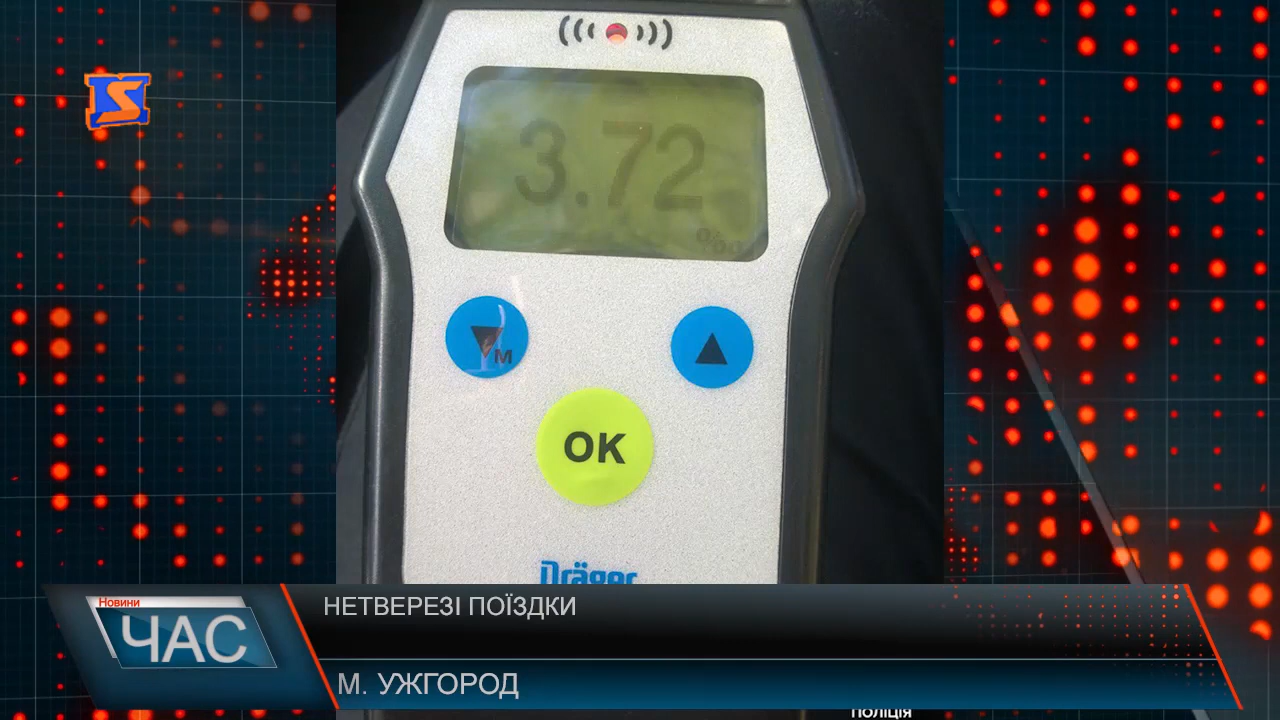 3.72
‰
M
OK
Dräger
Новини
ЧАС
НЕТВЕРЕЗІ ПОЇЗДКИ
М. УЖГОРОД
ПОЛІЦІЯ